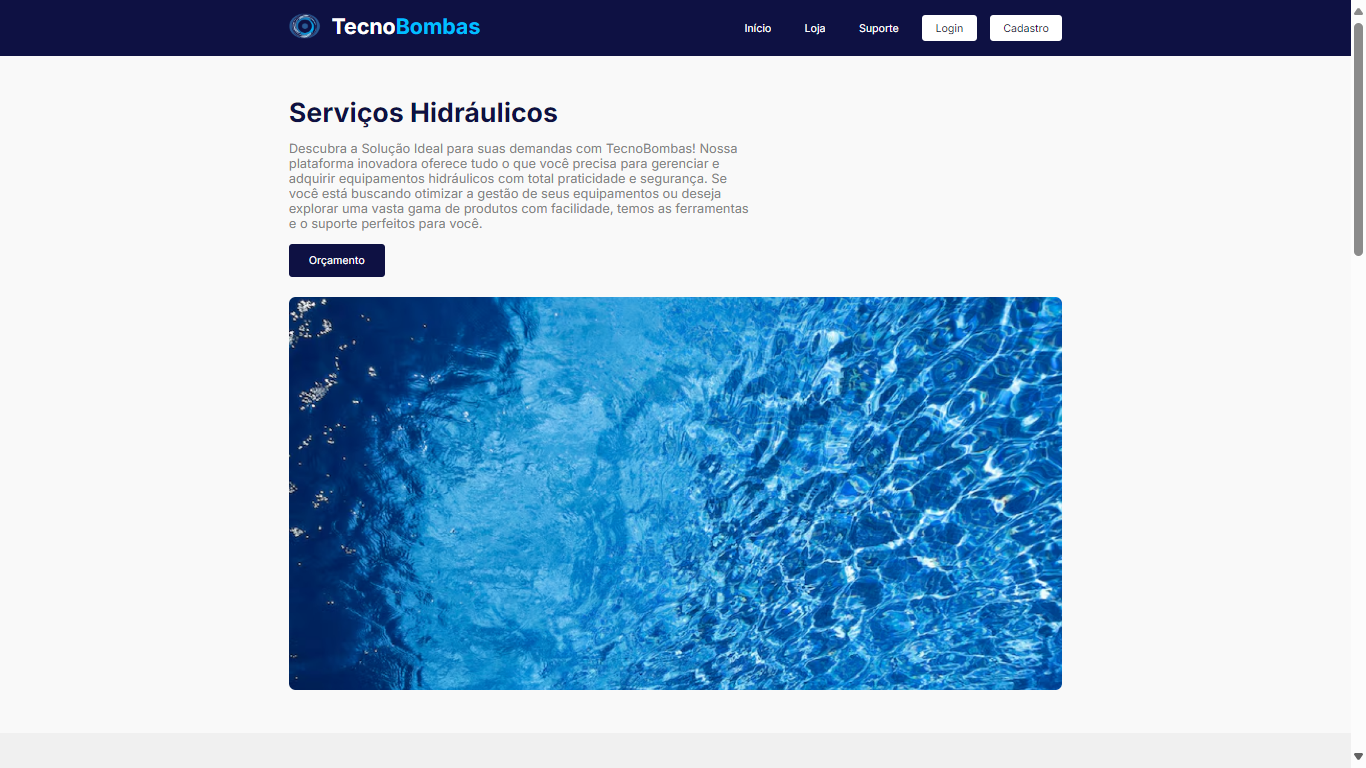 TecnoBombas
Início
Loja
Suporte
Login
Cadastro
Serviços Hidráulicos
Descubra a Solução Ideal para suas demandas com TecnoBombas! Nossa
plataforma inovadora oferece tudo o que você precisa para gerenciar e
adquirir equipamentos hidráulicos com total praticidade e segurança. Se
você está buscando otimizar a gestão de seus equipamentos ou deseja
explorar uma vasta gama de produtos com facilidade, temos as ferramentas
e o suporte perfeitos para você.
Orçamento